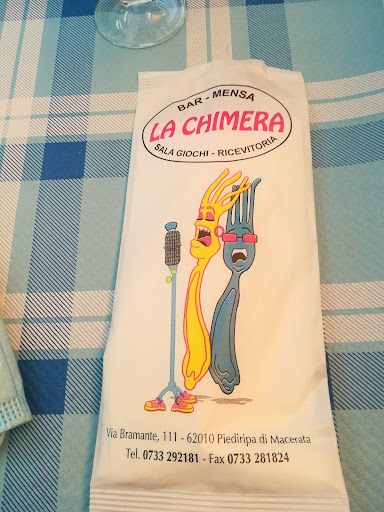 BAR - MENSA
LA CHIMERA
SALA GIOCHI - RICEVITORIA
Via Bramante, 111 - 62010 Piediripa di Macerata
Tel. 0733 292181 - Fax 0733 281824